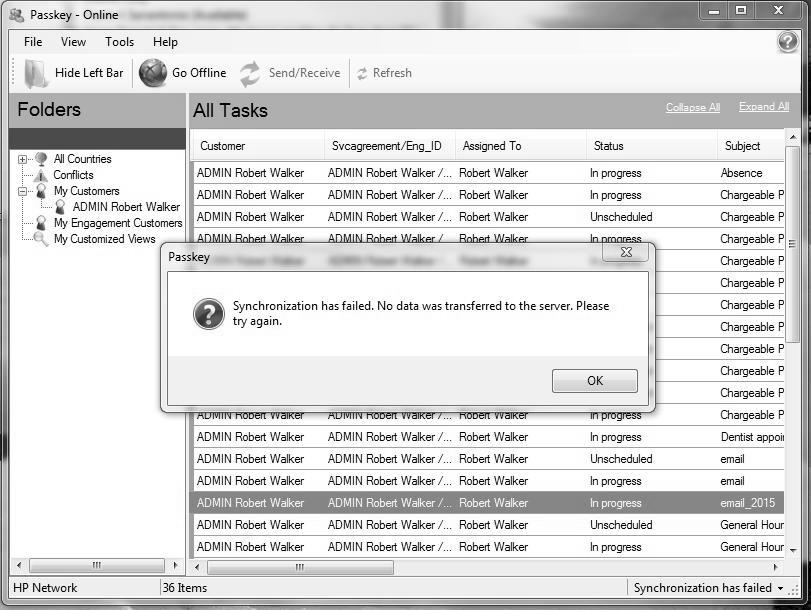 Passkey - Online
File View Tools Help
Hide Left Bar Go Offline Send/Receive Refresh
Folders
All Tasks Collapse All Expand All
Customer Svcagreement/Eng_ID Assigned To Status Subject
All Countries
Conflicts
My Customers
ADMIN Robert Walker
My Engagement Customers
My Customized Views
ADMIN Robert Walker ADMIN Robert Walker /... Robert Walker In progress Absence
ADMIN Robert Walker ADMIN Robert Walker /... Robert Walker In progress Chargeable P
ADMIN Robert Walker ADMIN Robert Walker /... Robert Walker Unscheduled Chargeable P
ADMIN Robert Walker ADMIN Robert Walker /... Robert Walker In progress Chargeable P
Chargeable P
Chargeable P
Chargeable P
Chargeable P
Chargeable P
Chargeable P
Chargeable P
Passkey
Synchronization has failed. No data was transferred to the server. Please
try again.
OK
ADMIN Robert Walker ADMIN Robert Walker /... Robert Walker In progress Chargeable P
ADMIN Robert Walker ADMIN Robert Walker /... Robert Walker In progress Dentist appoi
ADMIN Robert Walker ADMIN Robert Walker /... Robert Walker Unscheduled email
ADMIN Robert Walker ADMIN Robert Walker /... Robert Walker In progress email
ADMIN Robert Walker ADMIN Robert Walker /... Robert Walker In progress email_2015
ADMIN Robert Walker ADMIN Robert Walker /... Robert Walker Unscheduled General Hour
ADMIN Robert Walker ADMIN Robert Walker /... Robert Walker In progress General Hour
HP Network 36 Items Synchronization has failed